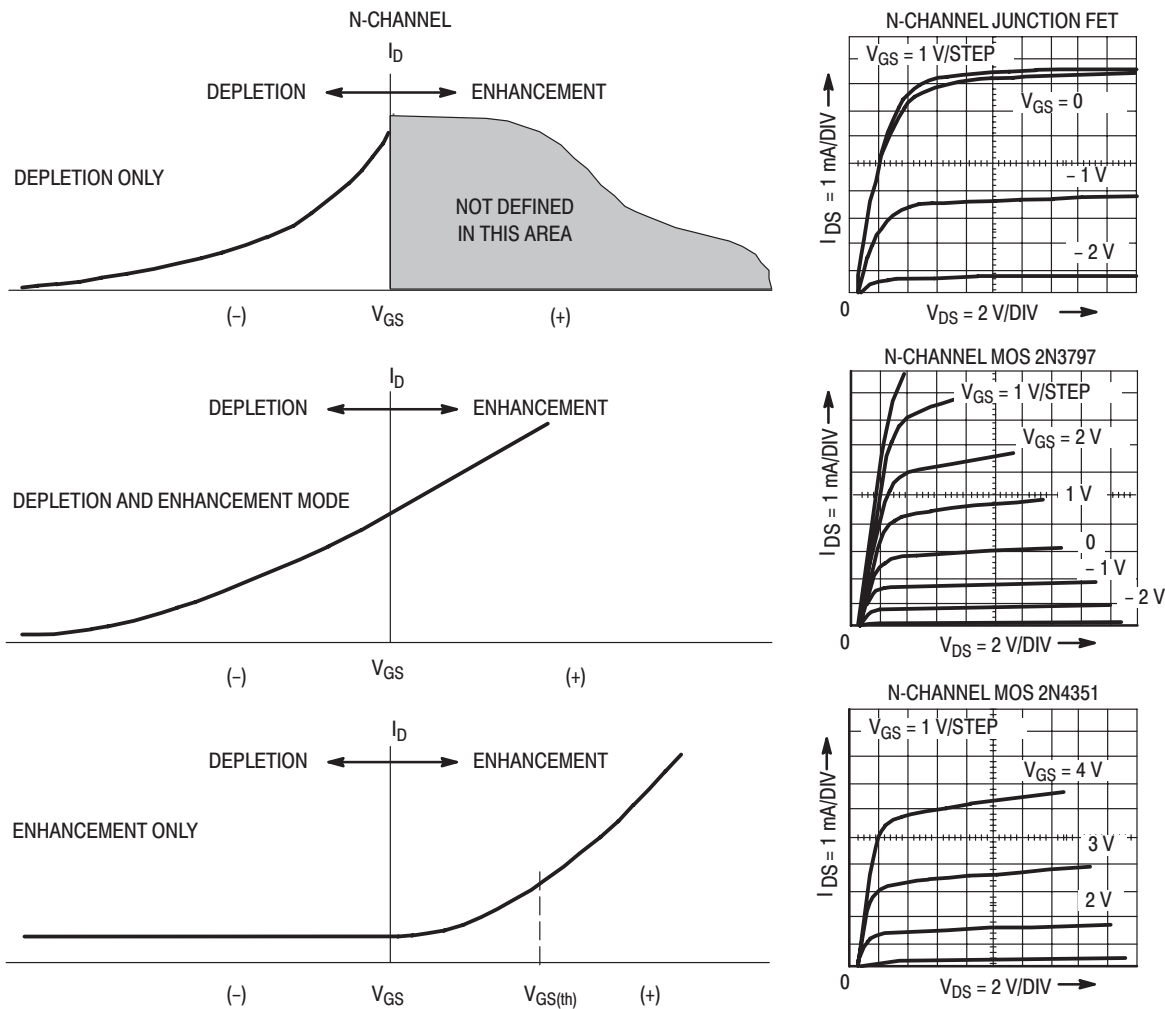 N-CHANNEL
I_D
DEPLETION ENHANCEMENT
DEPLETION ONLY
NOT DEFINED
IN THIS AREA
(–) V_GS (+)
N-CHANNEL JUNCTION FET
V_GS = 1 V/STEP
V_GS = 0
– 1 V
– 2 V
I_DS = 1 mA/DIV
0
V_DS = 2 V/DIV
I_D
DEPLETION ENHANCEMENT
DEPLETION AND ENHANCEMENT MODE
(–) V_GS (+)
N-CHANNEL MOS 2N3797
V_GS = 1 V/STEP
V_GS = 2 V
1 V
0
– 1 V
– 2 V
I_DS = 1 mA/DIV
0
V_DS = 2 V/DIV
I_D
DEPLETION ENHANCEMENT
ENHANCEMENT ONLY
(–) V_GS V_GS(th) (+)
N-CHANNEL MOS 2N4351
V_GS = 1 V/STEP
V_GS = 4 V
3 V
2 V
I_DS = 1 mA/DIV
0
V_DS = 2 V/DIV